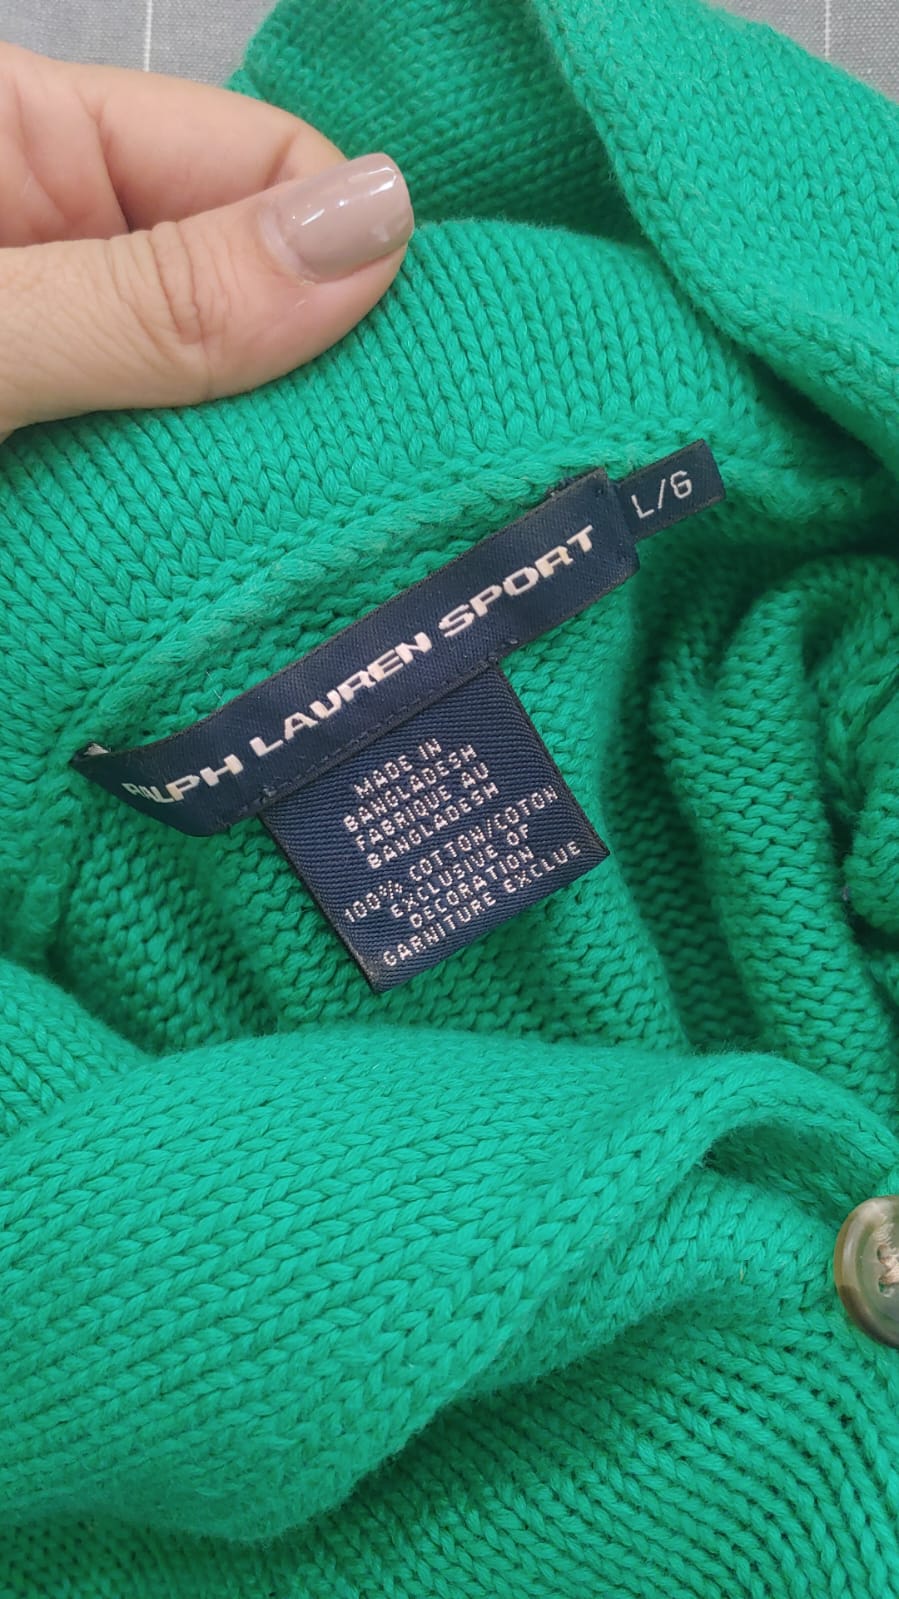 L/G
RALPH LAUREN SPORT
MADE IN
BANGLADESH
FABRIQUE AU
BANGLADESH
100% COTTON/COTON
EXCLUSIVE OF
DECORATION
GARNITURE EXCLUE